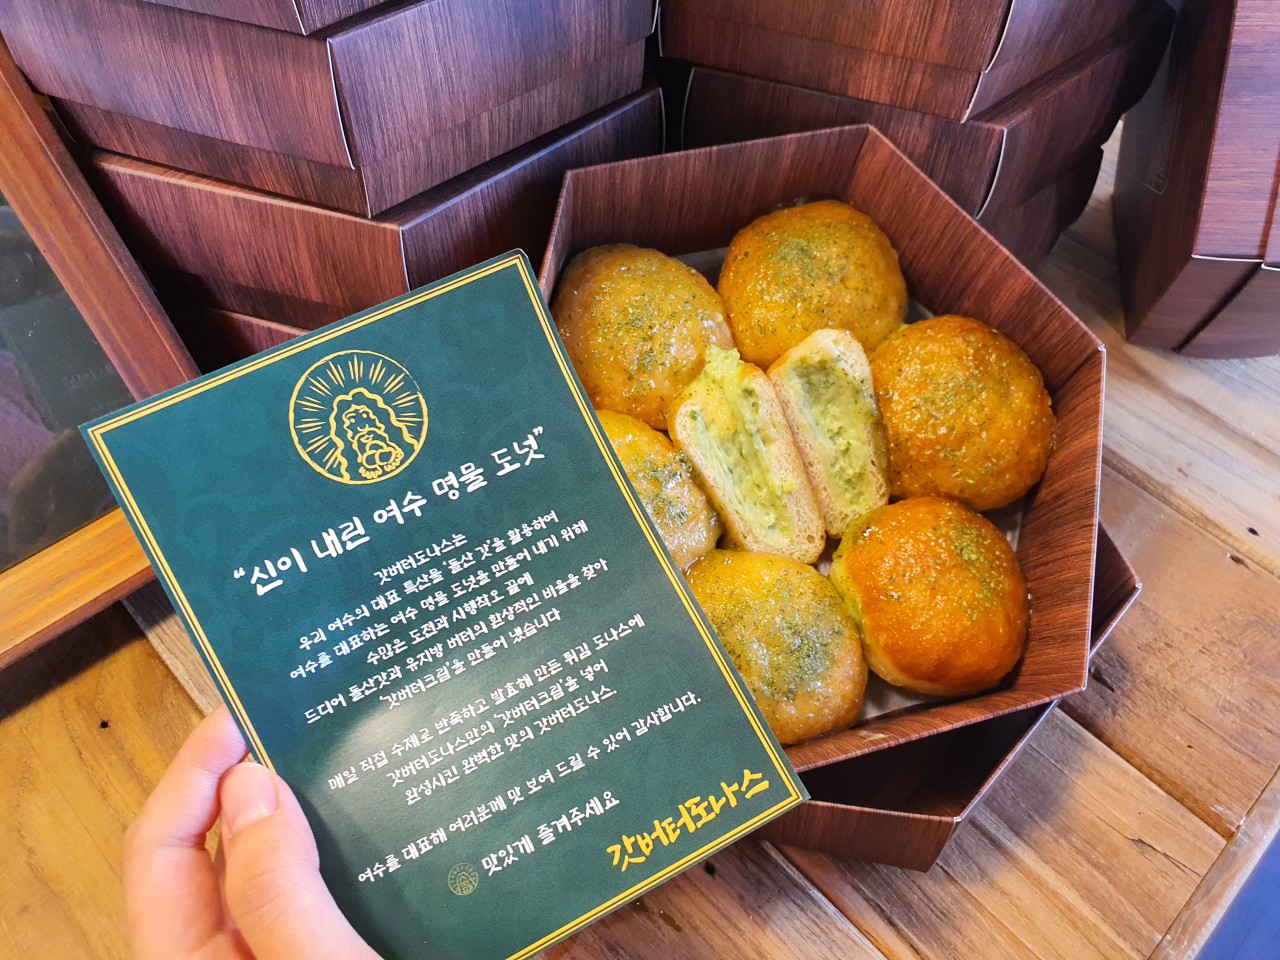 “신이 내린 여수 명물 도넛”
갓버터도나스는
우리 여수의 대표 특산물 '돌산 갓'을 활용하여
여수를 대표하는 여수 명물 도넛을 만들어 내기 위해
수많은 도전과 시행착오 끝에
드디어 돌산갓과 유지방 버터의 환상적인 비율을 찾아
'갓버터크림'을 만들어 냈습니다
매일 직접 수제로 반죽하고 발효해 만든 튀김 도나스에
갓버터도나스만의 '갓버터크림'을 넣어
완성시킨 완벽한 맛의 갓버터도나스.
여수를 대표해 여러분께 맛 보여 드릴 수 있어 감사합니다.
맛있게 즐겨주세요
갓버터도나스